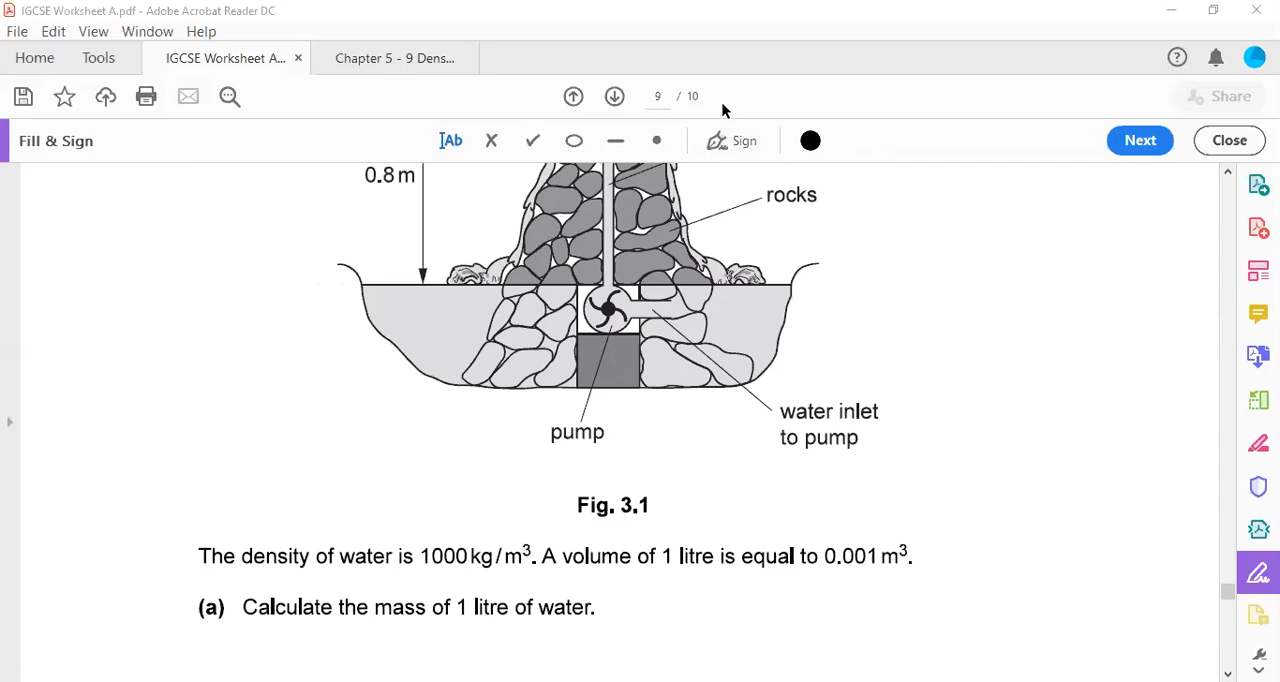 IGCSE Worksheet A.pdf - Adobe Acrobat Reader DC
File Edit View Window Help
Home Tools IGCSE Worksheet A... × Chapter 5 - 9 Dens...
9 / 10 Share
Fill & Sign Ab Sign Next Close
0.8 m
rocks
water inlet
to pump
pump
Fig. 3.1
The density of water is 1000 kg / m³. A volume of 1 litre is equal to 0.001 m³.
(a) Calculate the mass of 1 litre of water.